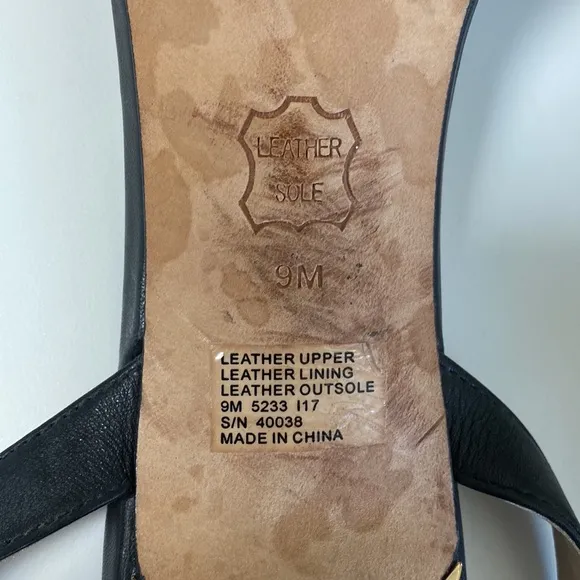 LEATHER
SOLE
9M
LEATHER UPPER
LEATHER LINING
LEATHER OUTSOLE
9M 5233 I17
S/N 40038
MADE IN CHINA